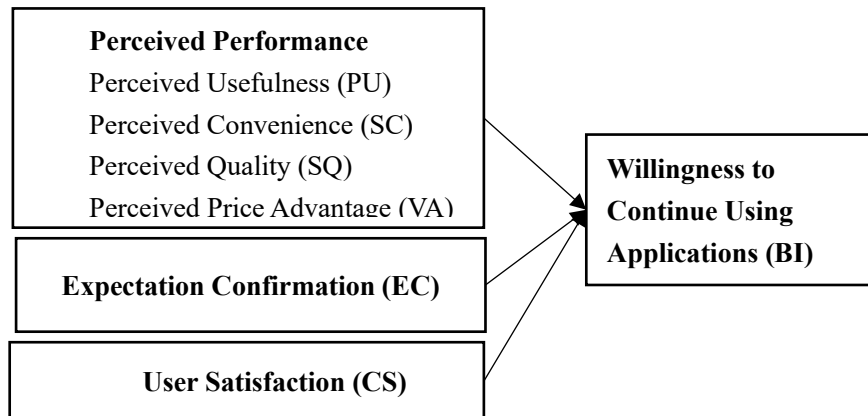 Perceived Performance
Perceived Usefulness (PU)
Perceived Convenience (SC)
Perceived Quality (SQ)
Perceived Price Advantage (VA)
Willingness to
Continue Using
Applications (BI)
Expectation Confirmation (EC)
User Satisfaction (CS)